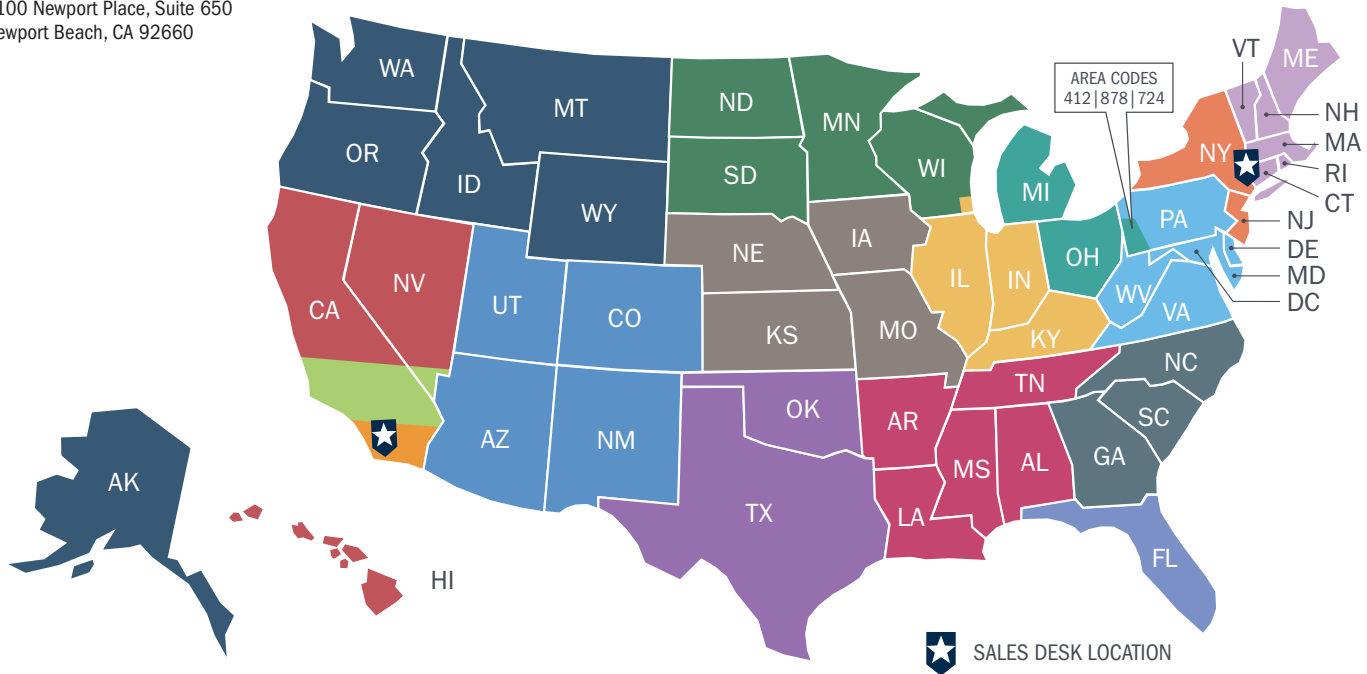 100 Newport Place, Suite 650
ewport Beach, CA 92660
WA
MT
ND
MN
VT
ME
AREA CODES
412|878|724
NH
OR
ID
SD
WI
MI
NY
MA
RI
CT
WY
NE
IA
PA
NJ
DE
MD
DC
NV
UT
CO
IL
IN
OH
WV
VA
CA
KS
MO
KY
NC
TN
AZ
NM
OK
AR
SC
MS
AL
GA
AK
TX
LA
FL
HI
SALES DESK LOCATION